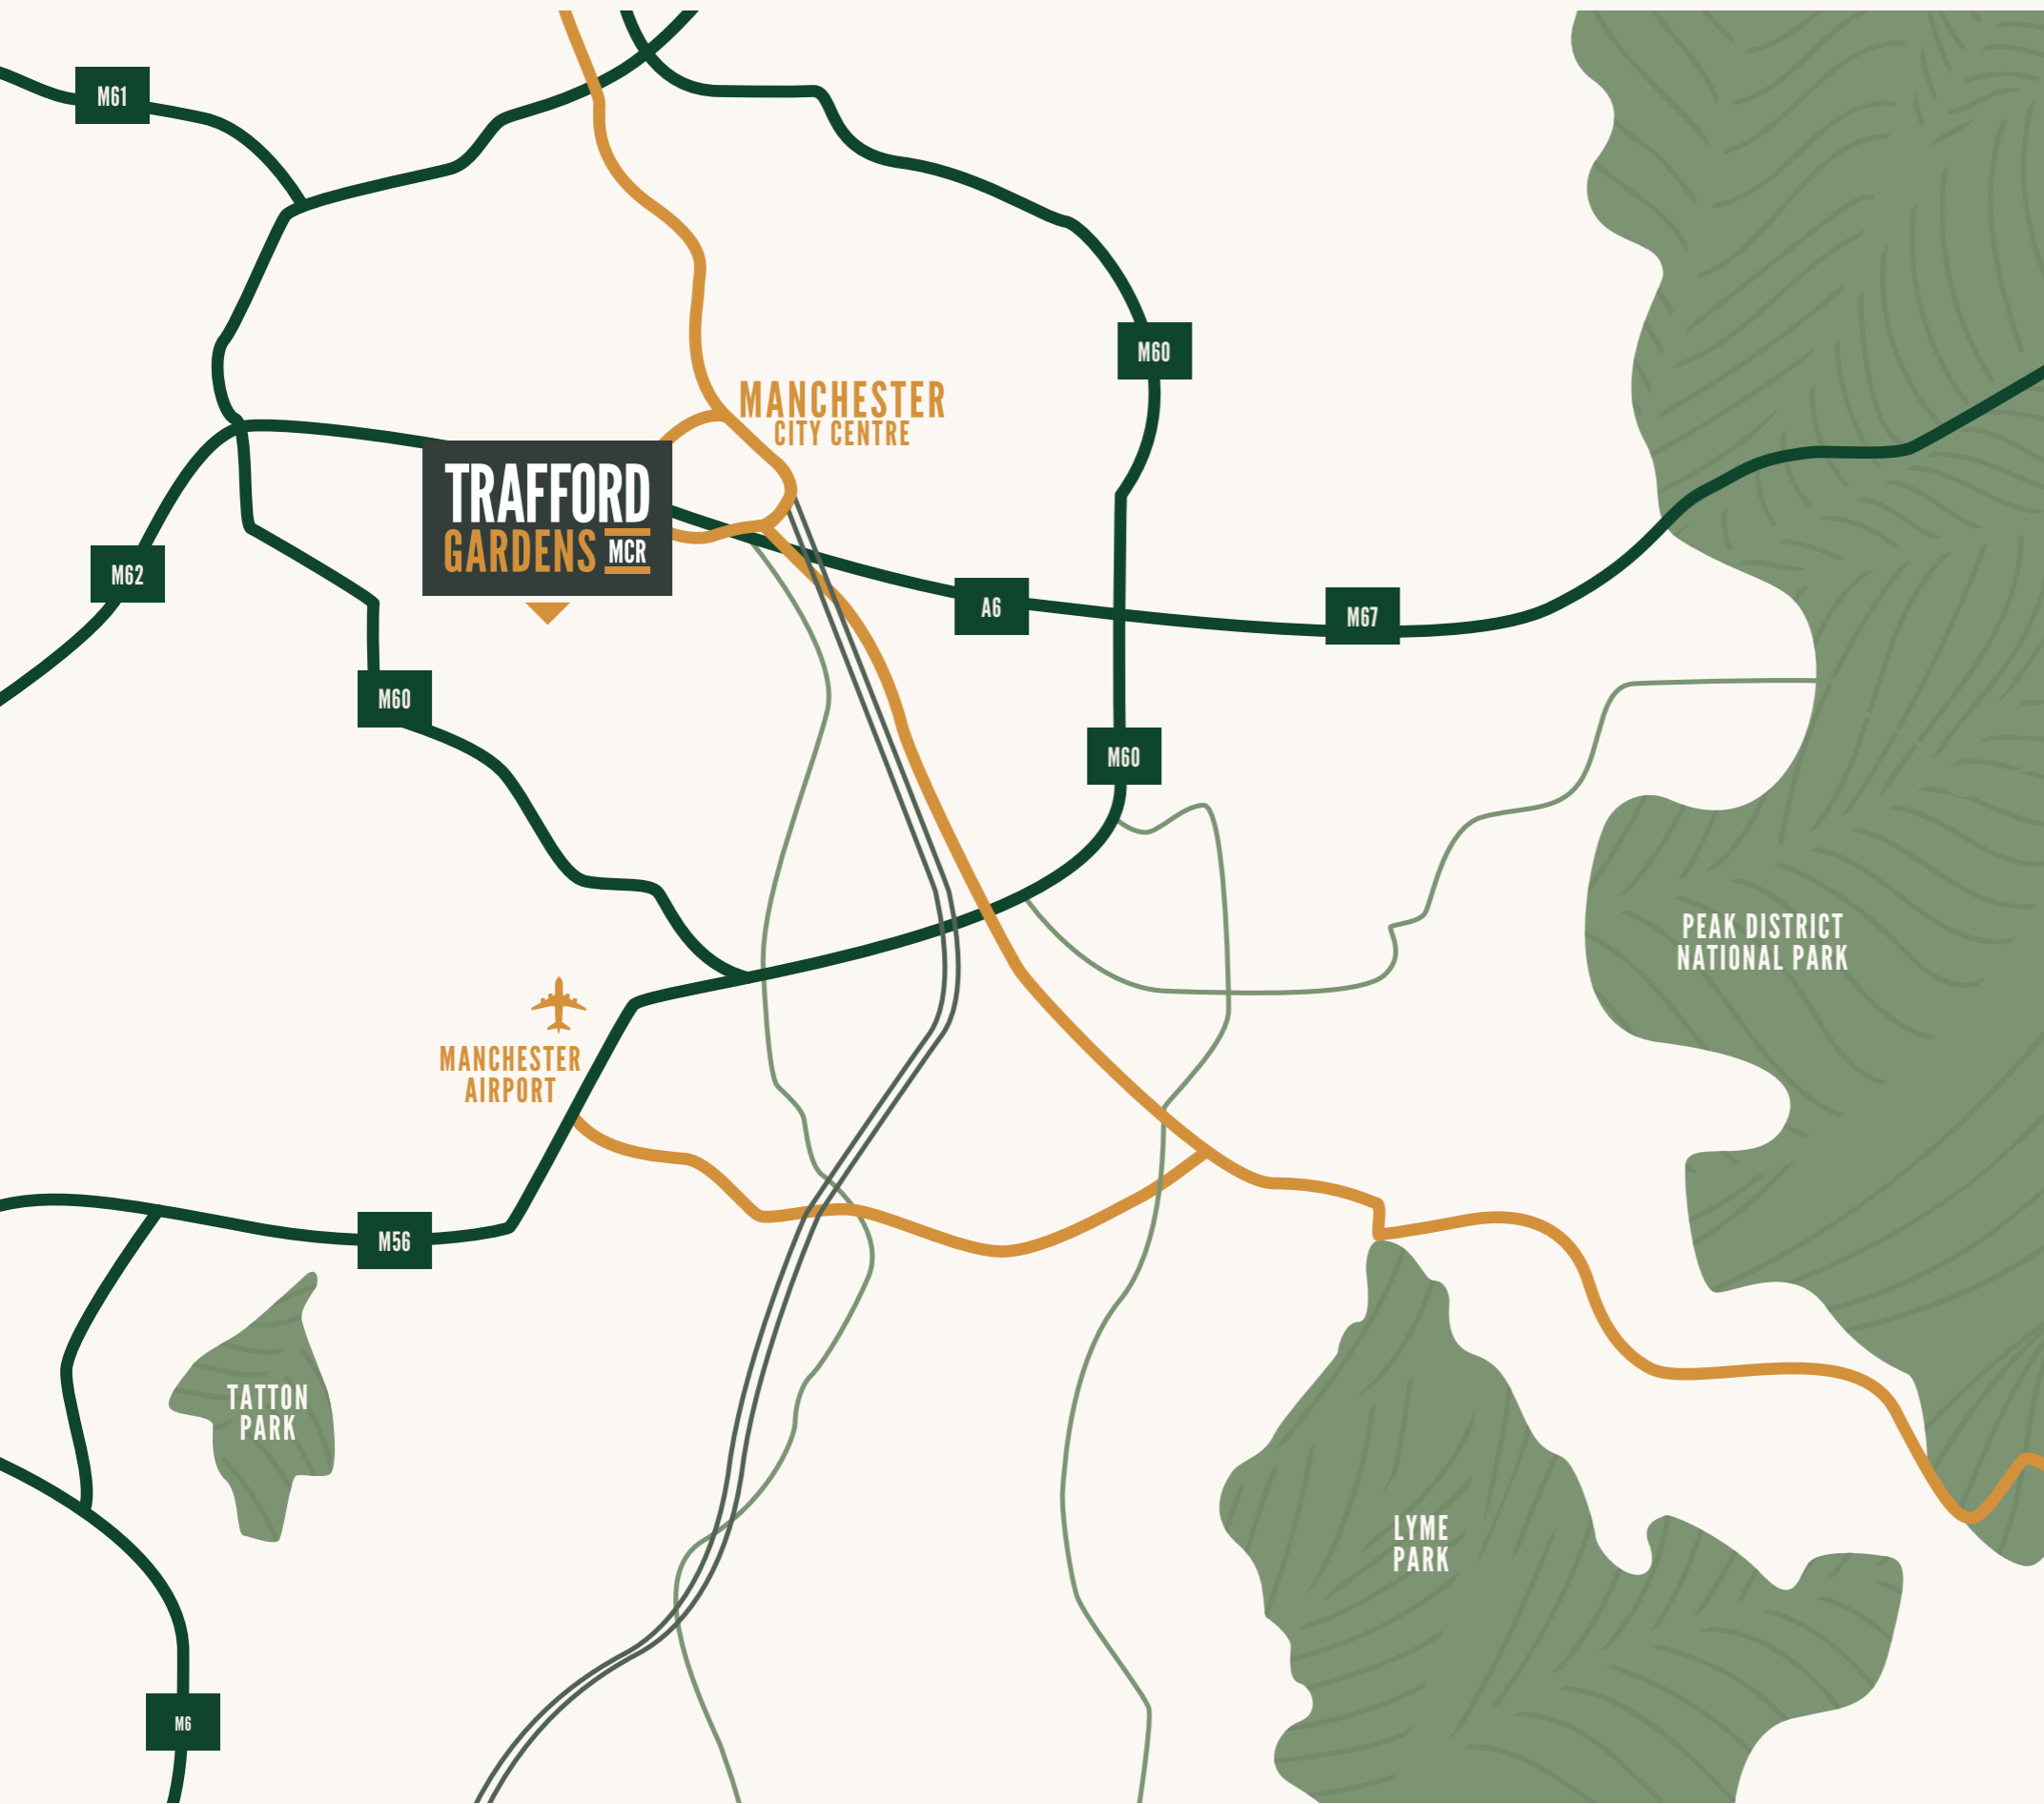 M61
M60
MANCHESTER
CITY CENTRE
TRAFFORD
GARDENS MCR
M62
A6
M67
M60
M60
PEAK DISTRICT
NATIONAL PARK
MANCHESTER
AIRPORT
M56
TATTON
PARK
LYME
PARK
M6